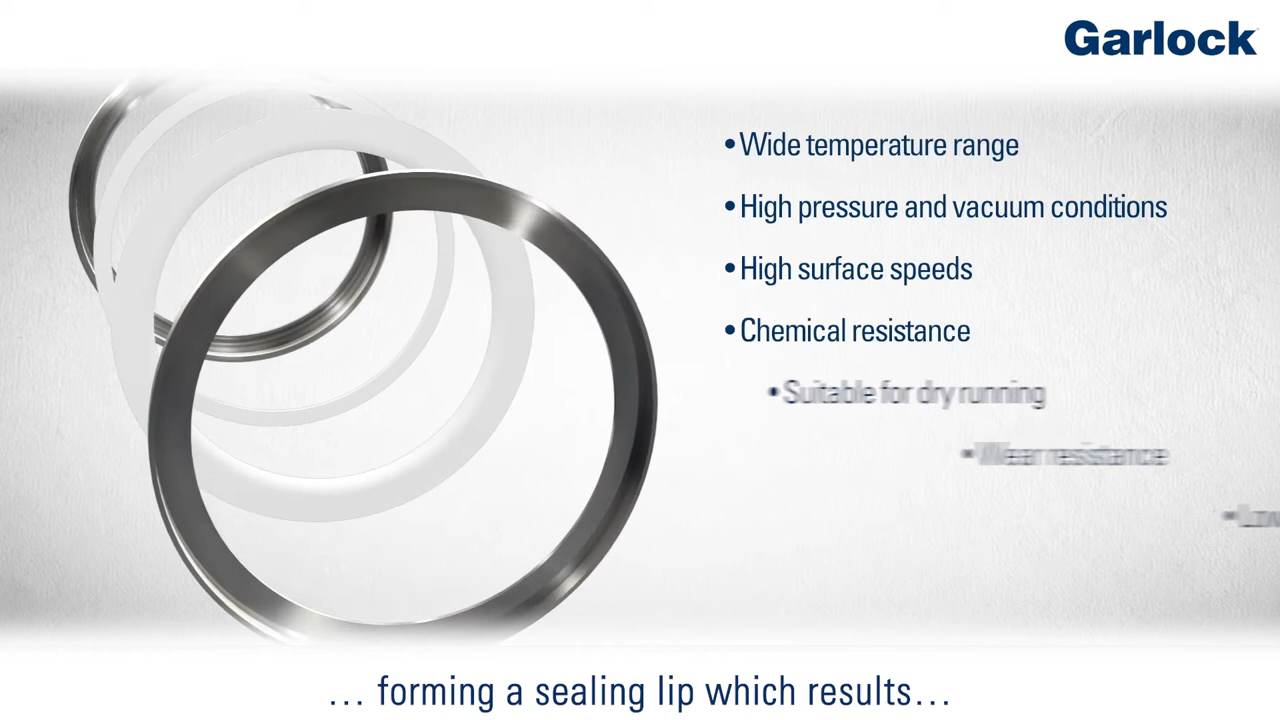 Garlock
•Wide temperature range
•High pressure and vacuum conditions
•High surface speeds
•Chemical resistance
•Suitable for dry running
•Wear resistance
•Low
… forming a sealing lip which results…